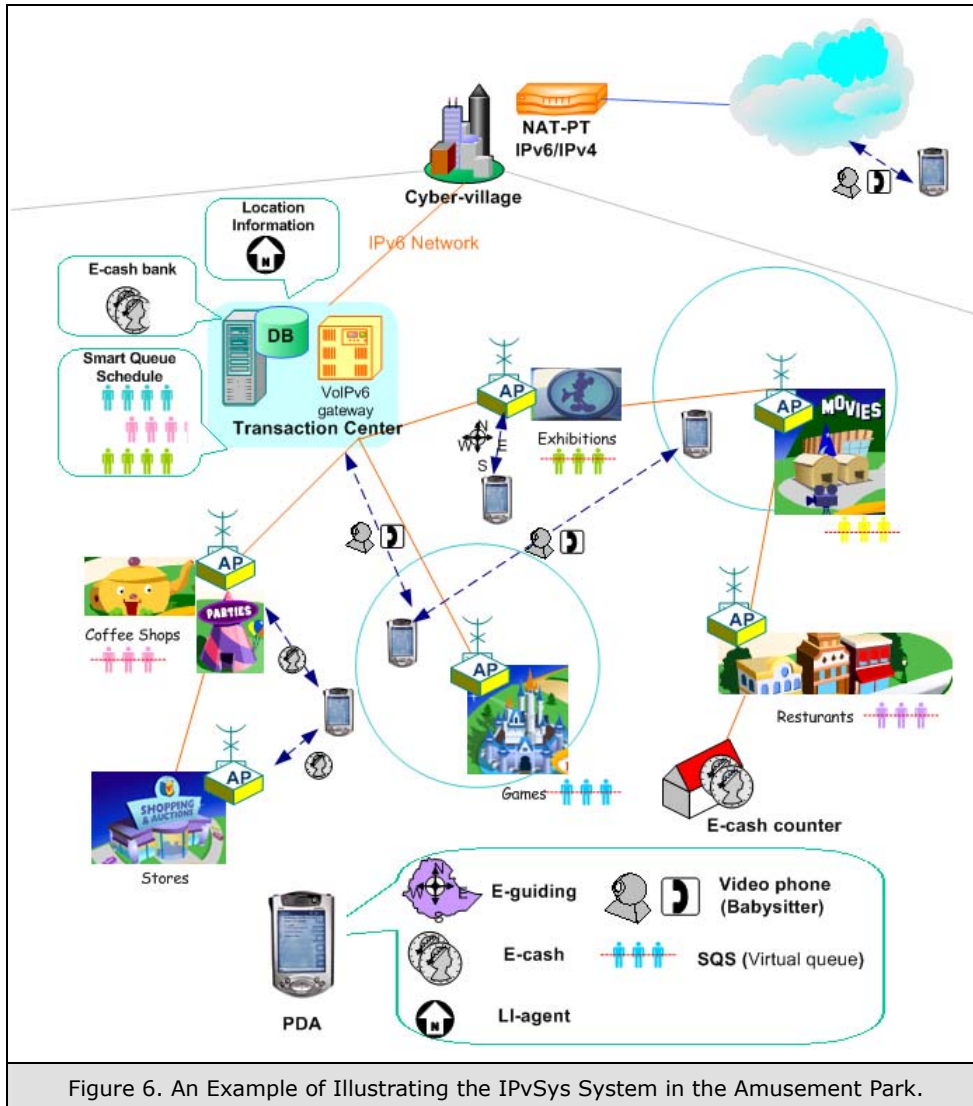 NAT-PT
IPv6/IPv4
Cyber-village
Location
Information
N
IPv6 Network
E-cash bank
DB
VoIPv6
gateway
Transaction Center
Smart Queue
Schedule
AP
Exhibitions
N
W E
S
AP
MOVIES
AP
PARTIES
Coffee Shops
AP
Resturants
AP
Games
AP
SHOPPING
& AUCTIONS
Stores
E-cash counter
PDA
N
W E
S
E-guiding
Video phone
(Babysitter)
E-cash
SQS (Virtual queue)
N
LI-agent
Figure 6. An Example of Illustrating the IPvSys System in the Amusement Park.